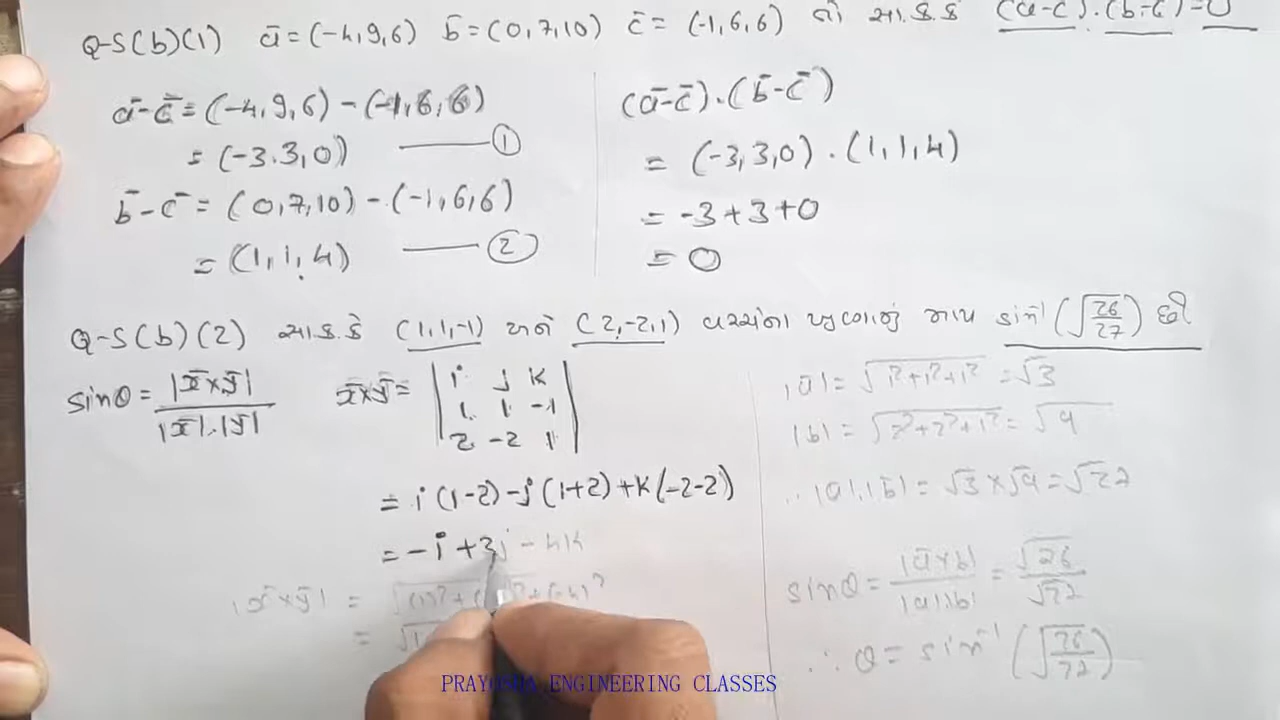 Q-5(b)(1) ā=(-4,9,6) b̄=(0,7,10) c̄=(-1,6,6) તો સા.કે.કે (ā-c̄).(b̄-c̄)=0
ā-c̄=(-4,9,6)-(-1,6,6)
=(-3.3,0) —— ①
b̄-c̄=(0,7,10)-(-1,6,6)
=(1,1,4) —— ②
(ā-c̄).(b̄-c̄)
=(-3,3,0).(1,1,4)
=-3+3+0
=0
Q-5(b)(2) સા.કે.કે (1,1,-1) અને (2,-2,1) વચ્ચેના ખૂણાનું માપ sin⁻¹(√26/27) છે
sinθ=|x̄×ȳ|/|x̄|.|ȳ|
x̄×ȳ=|i j k
1 1 -1
2 -2 1|
=i(1-2)-j(1+2)+k(-2-2)
=-i+3j-4k
|x̄×ȳ| =
=
|ā|=√1²+1²+1²=√3
|b|=√2²+2²+1²=√9
∴|a|.|b̄|=√3×√9=√27
sinθ=|ā×b|/|a|.|b|=√26/√27
∴θ=sin⁻¹(√26/27)
PRAYOSHA ENGINEERING CLASSES